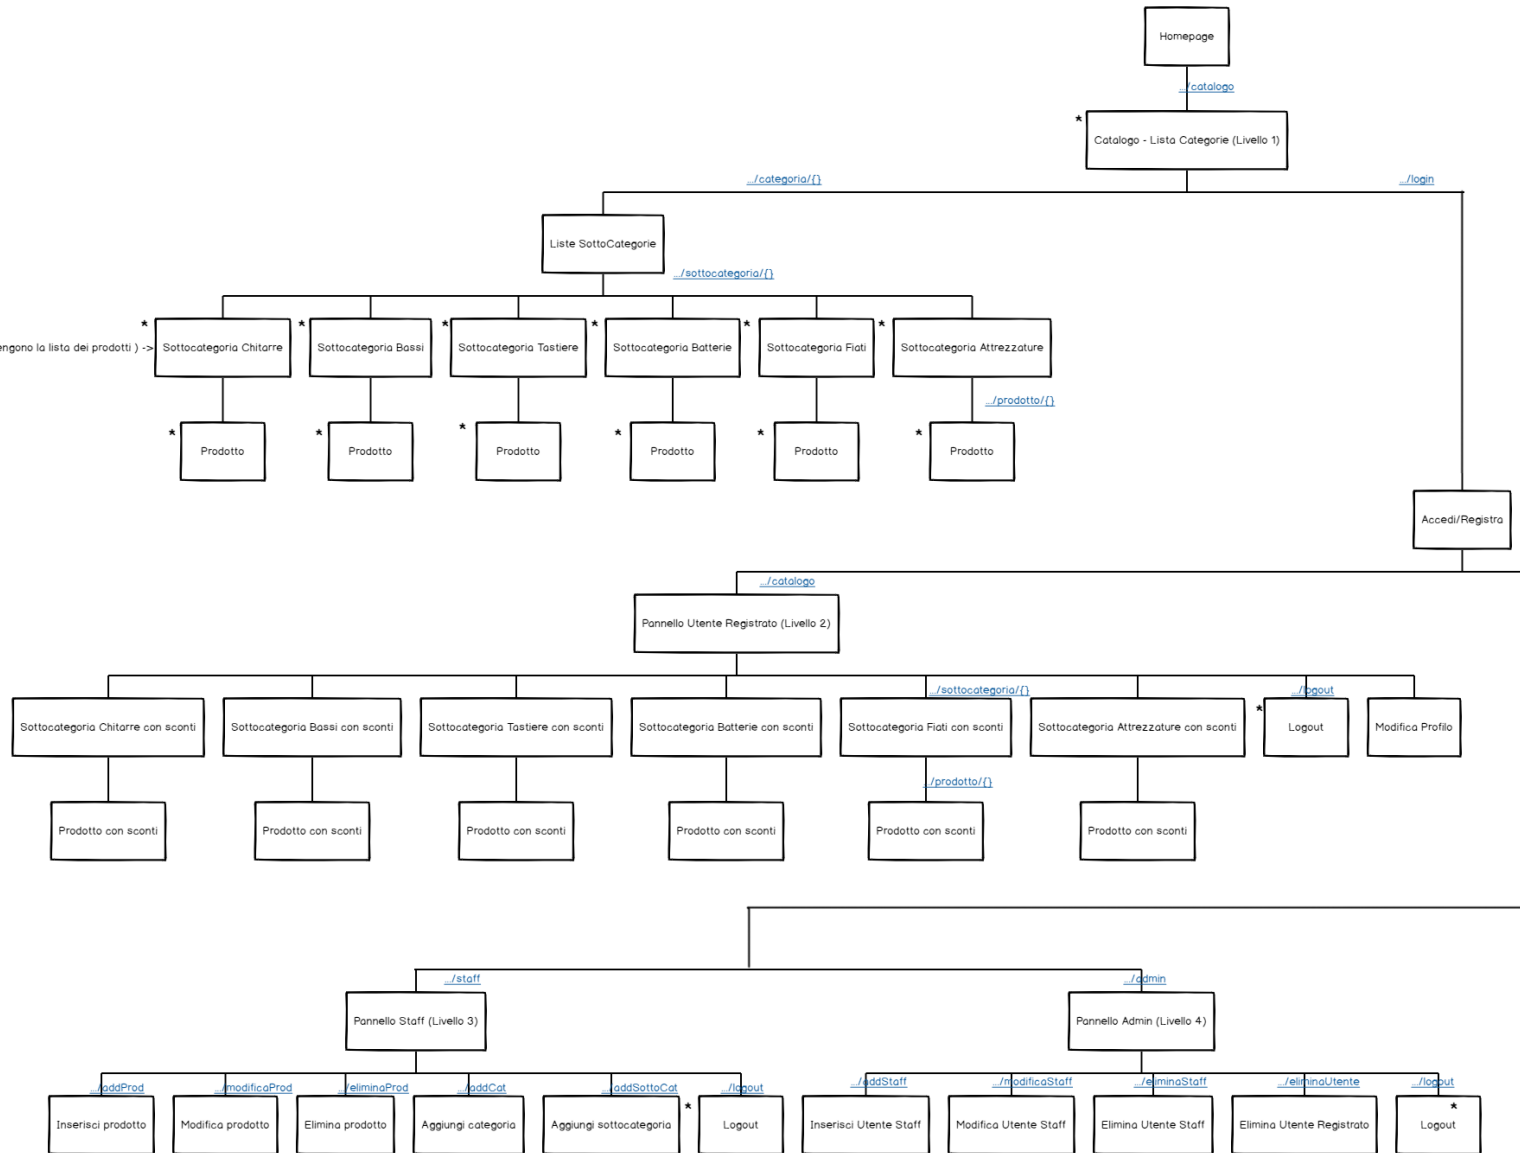 Homepage
.../catalogo
*
Catalogo - Lista Categorie (Livello 1)
.../categoria/{}
.../login
Liste SottoCategorie
.../sottocategoria/{}
* * * * * *
engono la lista dei prodotti ) ->
Sottocategoria Chitarre
Sottocategoria Bassi
Sottocategoria Tastiere
Sottocategoria Batterie
Sottocategoria Fiati
Sottocategoria Attrezzature
.../prodotto/{}
* * * * * *
Prodotto
Prodotto
Prodotto
Prodotto
Prodotto
Prodotto
Accedi/Registra
.../catalogo
Pannello Utente Registrato (Livello 2)
.../sottocategoria/{}
.../logout
Sottocategoria Chitarre con sconti
Sottocategoria Bassi con sconti
Sottocategoria Tastiere con sconti
Sottocategoria Batterie con sconti
Sottocategoria Fiati con sconti
Sottocategoria Attrezzature con sconti
*
Logout
Modifica Profilo
.../prodotto/{}
Prodotto con sconti
Prodotto con sconti
Prodotto con sconti
Prodotto con sconti
Prodotto con sconti
Prodotto con sconti
.../staff
.../admin
Pannello Staff (Livello 3)
Pannello Admin (Livello 4)
.../addProd
.../modificaProd
.../eliminaProd
.../addCat
.../addSottoCat
.../logout
.../addStaff
.../modificaStaff
.../eliminaStaff
.../eliminaUtente
.../logout
Inserisci prodotto
Modifica prodotto
Elimina prodotto
Aggiungi categoria
Aggiungi sottocategoria
*
Logout
Inserisci Utente Staff
Modifica Utente Staff
Elimina Utente Staff
Elimina Utente Registrato
*
Logout